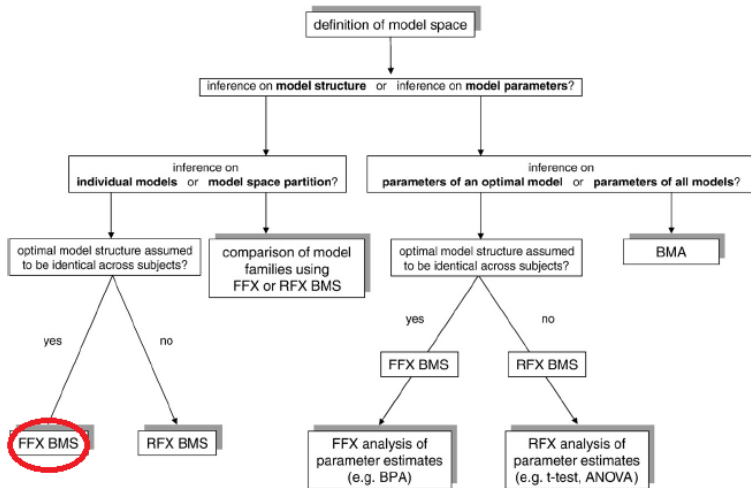 definition of model space
inference on model structure or inference on model parameters?
inference on
individual models or model space partition?
inference on
parameters of an optimal model or parameters of all models?
optimal model structure assumed
to be identical across subjects?
comparison of model
families using
FFX or RFX BMS
optimal model structure assumed
to be identical across subjects?
BMA
yes
no
yes
no
FFX BMS
RFX BMS
FFX BMS
RFX BMS
FFX analysis of
parameter estimates
(e.g. BPA)
RFX analysis of
parameter estimates
(e.g. t-test, ANOVA)